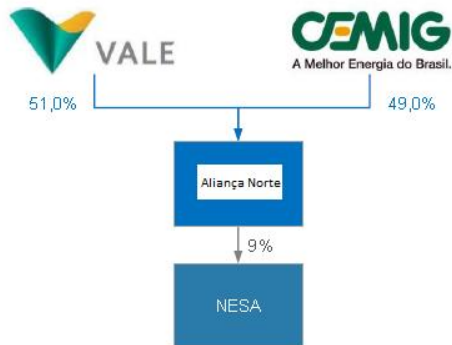 VALE
CEMIG
A Melhor Energia do Brasil.
51,0%
49,0%
Aliança Norte
9%
NESA